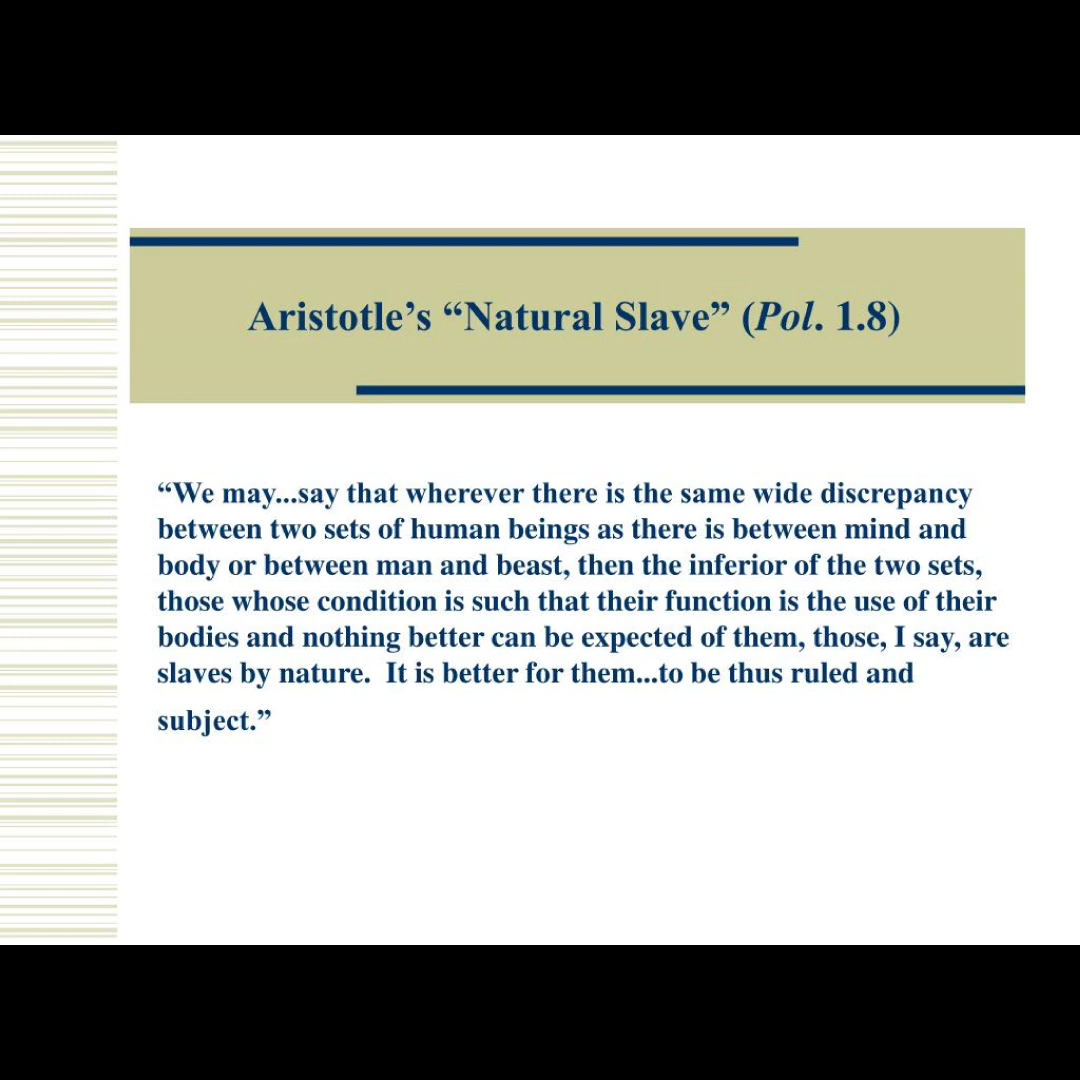 Aristotle’s “Natural Slave” (Pol. 1.8)
“We may...say that wherever there is the same wide discrepancy
between two sets of human beings as there is between mind and
body or between man and beast, then the inferior of the two sets,
those whose condition is such that their function is the use of their
bodies and nothing better can be expected of them, those, I say, are
slaves by nature.  It is better for them...to be thus ruled and
subject.”